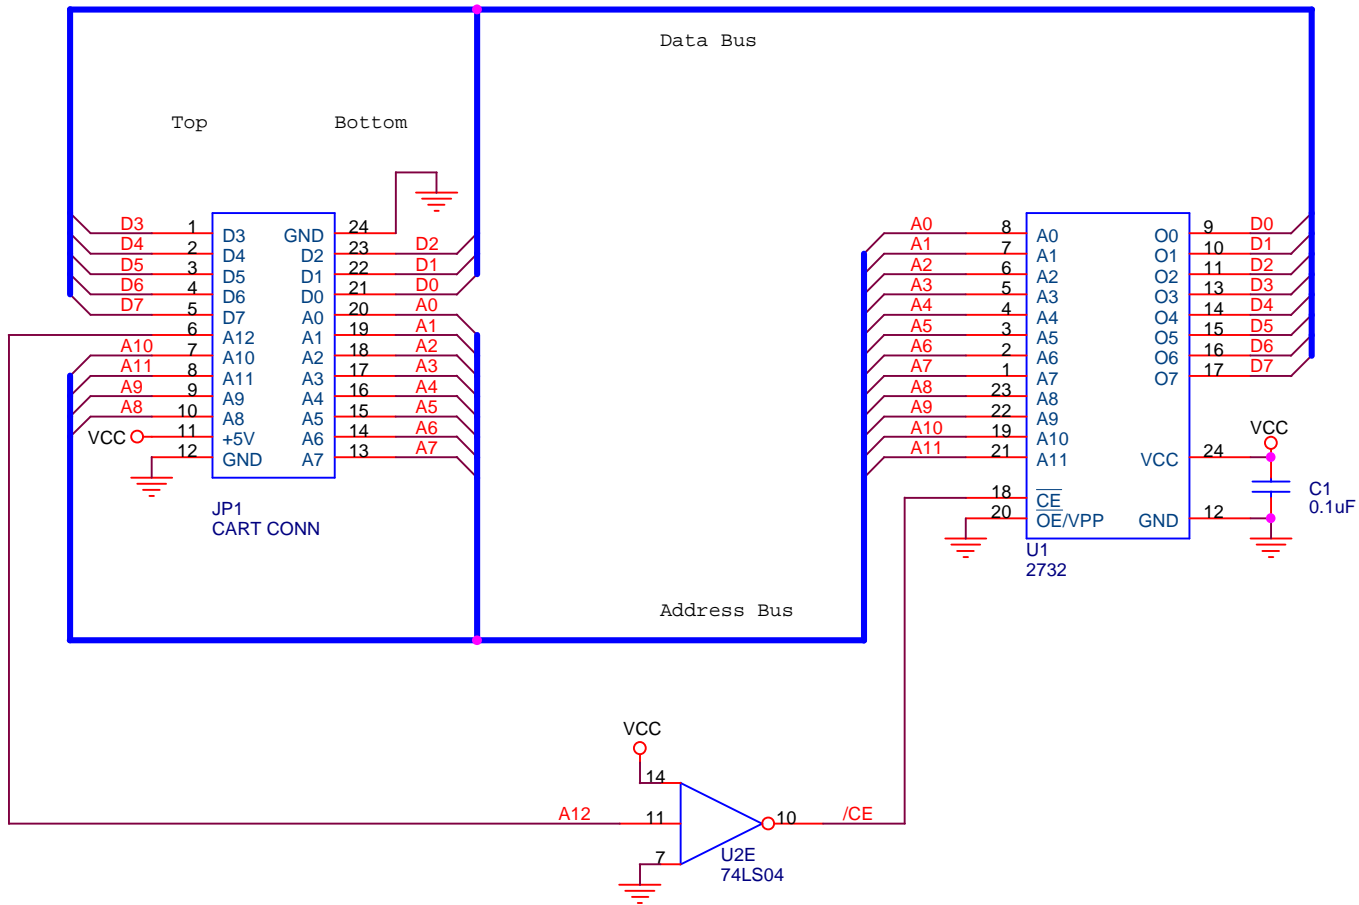 Data Bus
Top Bottom
D3 1 D3 GND 24
D4 2 D4 D2 23 D2
D5 3 D5 D1 22 D1
D6 4 D6 D0 21 D0
D7 5 D7 A0 20 A0
6 A12 A1 19 A1
A10 7 A10 A2 18 A2
A11 8 A11 A3 17 A3
A9 9 A9 A4 16 A4
A8 10 A8 A5 15 A5
VCC 11 +5V A6 14 A6
12 GND A7 13 A7
JP1
CART CONN
A0 8 A0 O0 9 D0
A1 7 A1 O1 10 D1
A2 6 A2 O2 11 D2
A3 5 A3 O3 13 D3
A4 4 A4 O4 14 D4
A5 3 A5 O5 15 D5
A6 2 A6 O6 16 D6
A7 1 A7 O7 17 D7
A8 23 A8
A9 22 A9
A10 19 A10
A11 21 A11 VCC 24
VCC
18 CE
20 OE/VPP GND 12
C1
0.1uF
U1
2732
Address Bus
VCC
14
A12 11 10 /CE
7
U2E
74LS04